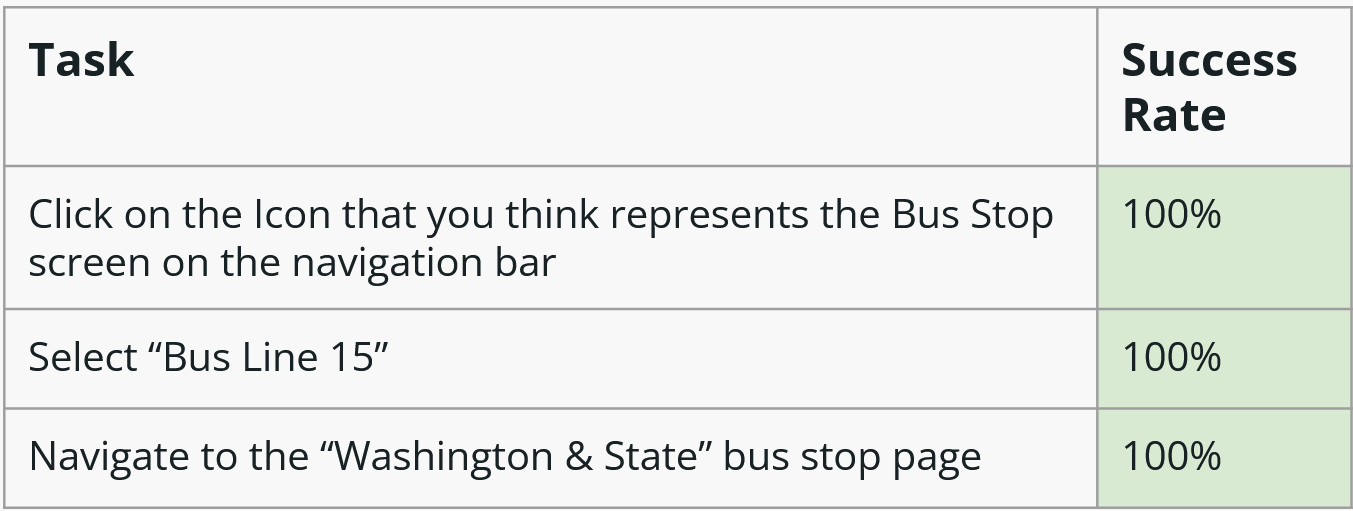 Task
Success
Rate
Click on the Icon that you think represents the Bus Stop
screen on the navigation bar
100%
Select “Bus Line 15”
100%
Navigate to the “Washington & State” bus stop page
100%